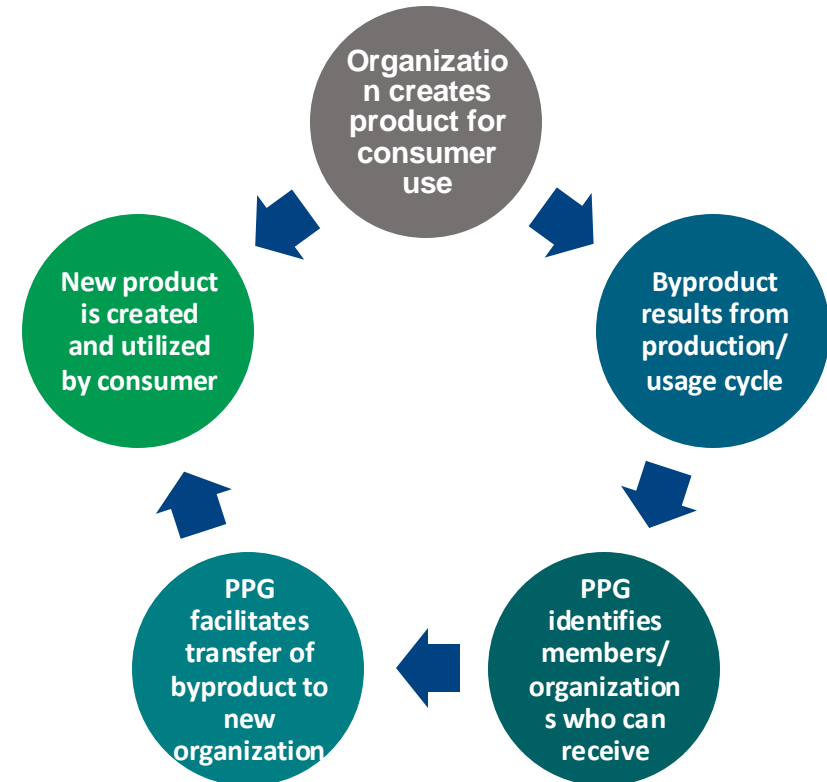 Organizatio
n creates
product for
consumer
use
Byproduct
results from
production/
usage cycle
PPG
identifies
members/
organization
s who can
receive
PPG
facilitates
transfer of
byproduct to
new
organization
New product
is created
and utilized
by consumer